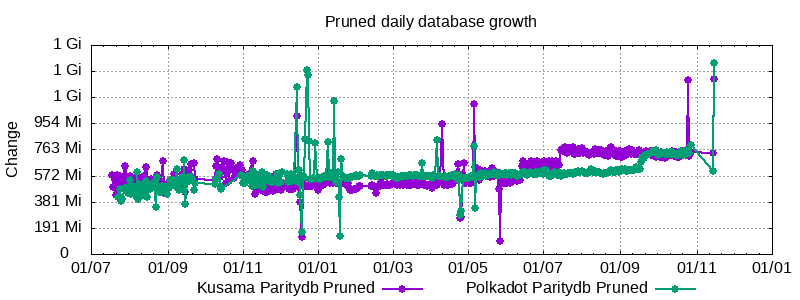 Pruned daily database growth
1 Gi
1 Gi
1 Gi
954 Mi
763 Mi
572 Mi
381 Mi
191 Mi
0
Change
01/07 01/09 01/11 01/01 01/03 01/05 01/07 01/09 01/11 01/01
Kusama Paritydb Pruned Polkadot Paritydb Pruned